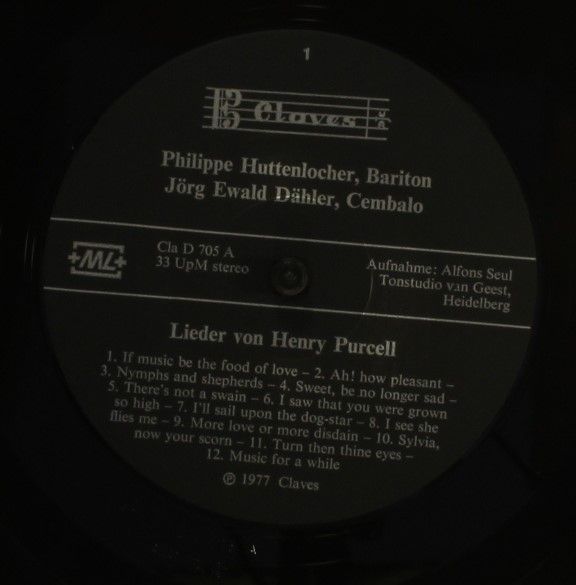 1
Claves
Philippe Huttenlocher, Bariton
Jörg Ewald Dähler, Cembalo
ML
Cla D 705 A
33 UpM stereo
Aufnahme: Alfons Seul
Tonstudio van Geest,
Heidelberg
Lieder von Henry Purcell
1. If music be the food of love – 2. Ah! how pleasant –
3. Nymphs and shepherds – 4. Sweet, be no longer sad –
5. There's not a swain – 6. I saw that you were grown
so high – 7. I'll sail upon the dog-star – 8. I see she
flies me – 9. More love or more disdain – 10. Sylvia,
now your scorn – 11. Turn then thine eyes –
12. Music for a while
℗ 1977 Claves